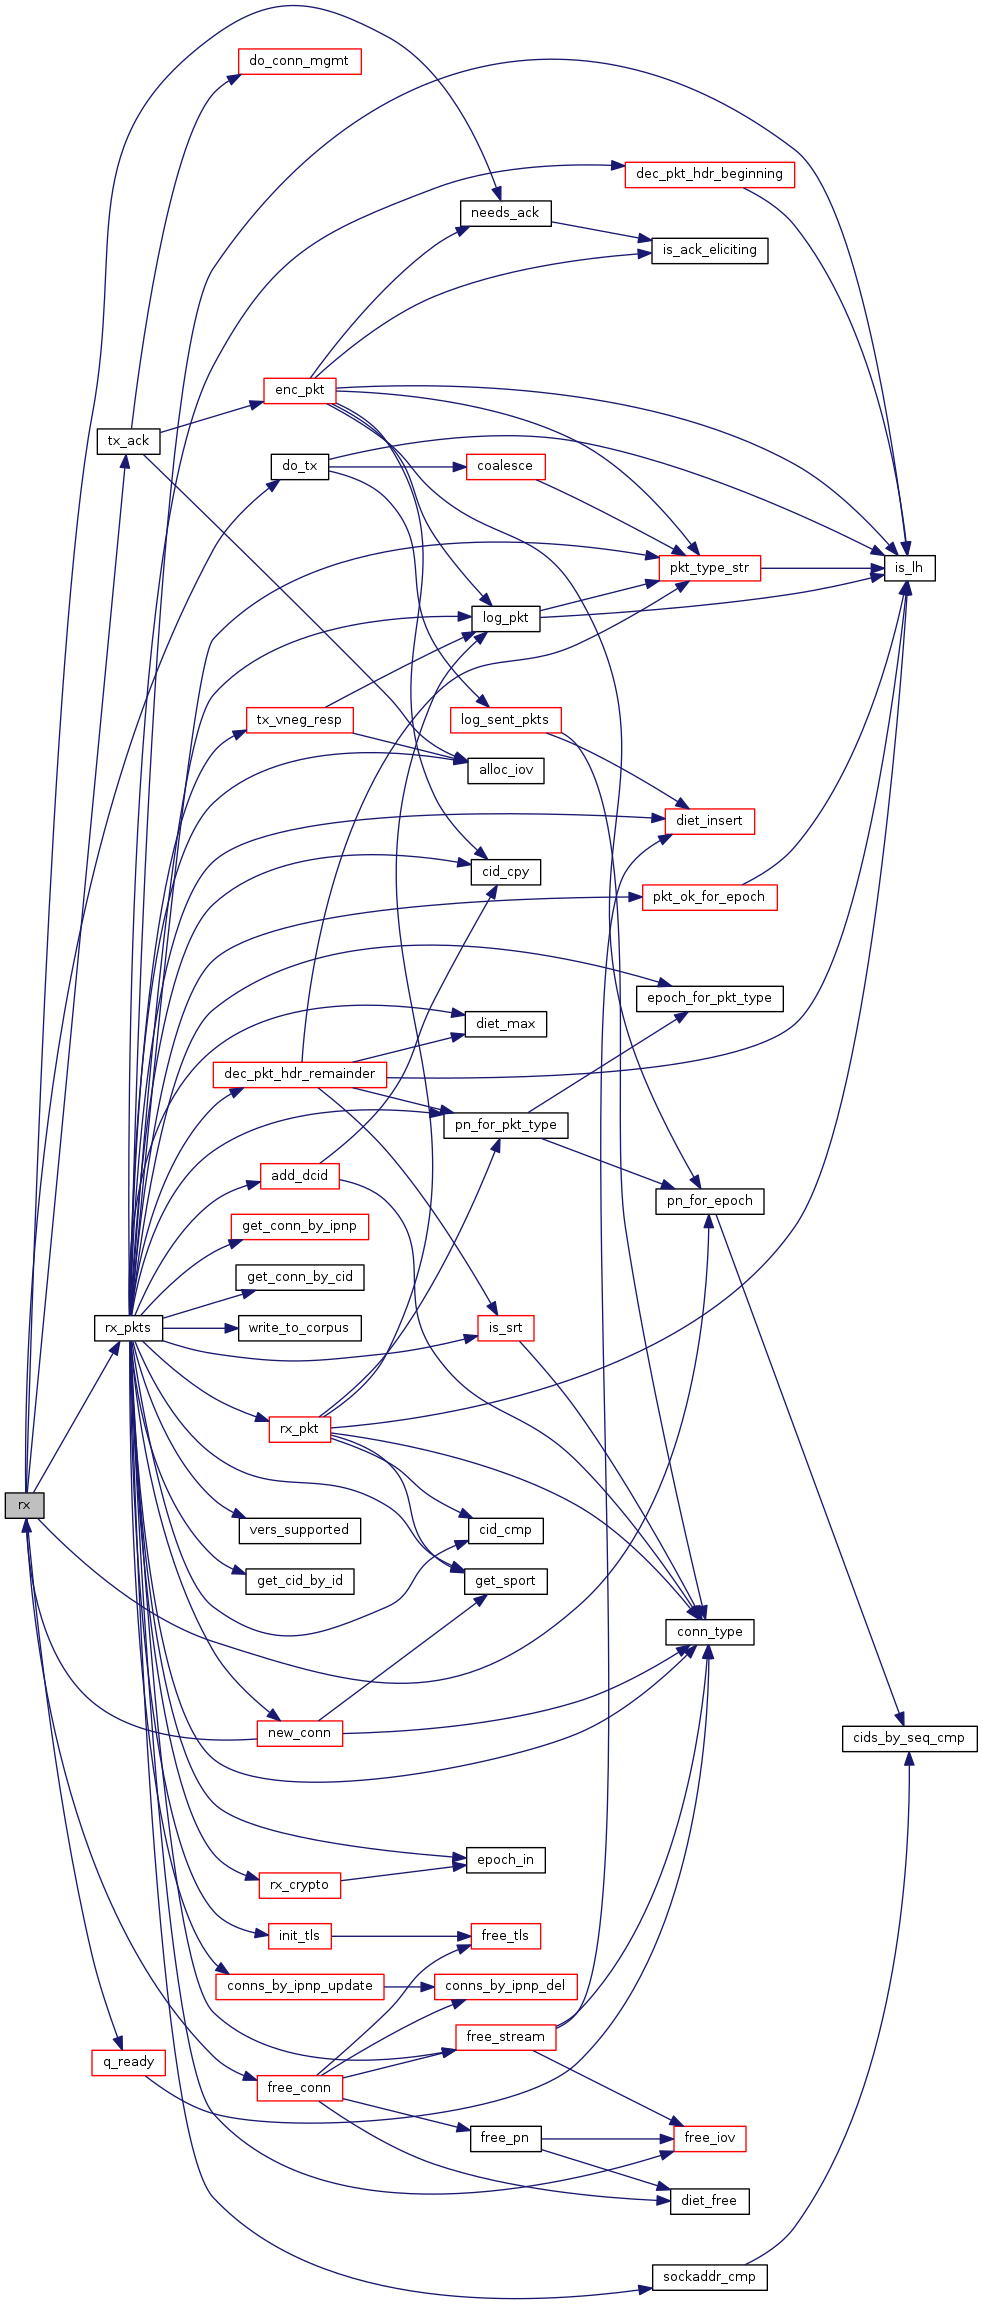 do_conn_mgmt
dec_pkt_hdr_beginning
needs_ack
is_ack_eliciting
enc_pkt
tx_ack
do_tx
coalesce
pkt_type_str
is_lh
log_pkt
tx_vneg_resp
log_sent_pkts
alloc_iov
diet_insert
cid_cpy
pkt_ok_for_epoch
epoch_for_pkt_type
diet_max
dec_pkt_hdr_remainder
pn_for_pkt_type
add_dcid
pn_for_epoch
get_conn_by_ipnp
get_conn_by_cid
rx_pkts
write_to_corpus
is_srt
rx_pkt
rx
vers_supported
cid_cmp
get_cid_by_id
get_sport
conn_type
new_conn
cids_by_seq_cmp
epoch_in
rx_crypto
init_tls
free_tls
conns_by_ipnp_update
conns_by_ipnp_del
free_stream
q_ready
free_conn
free_pn
free_iov
diet_free
sockaddr_cmp